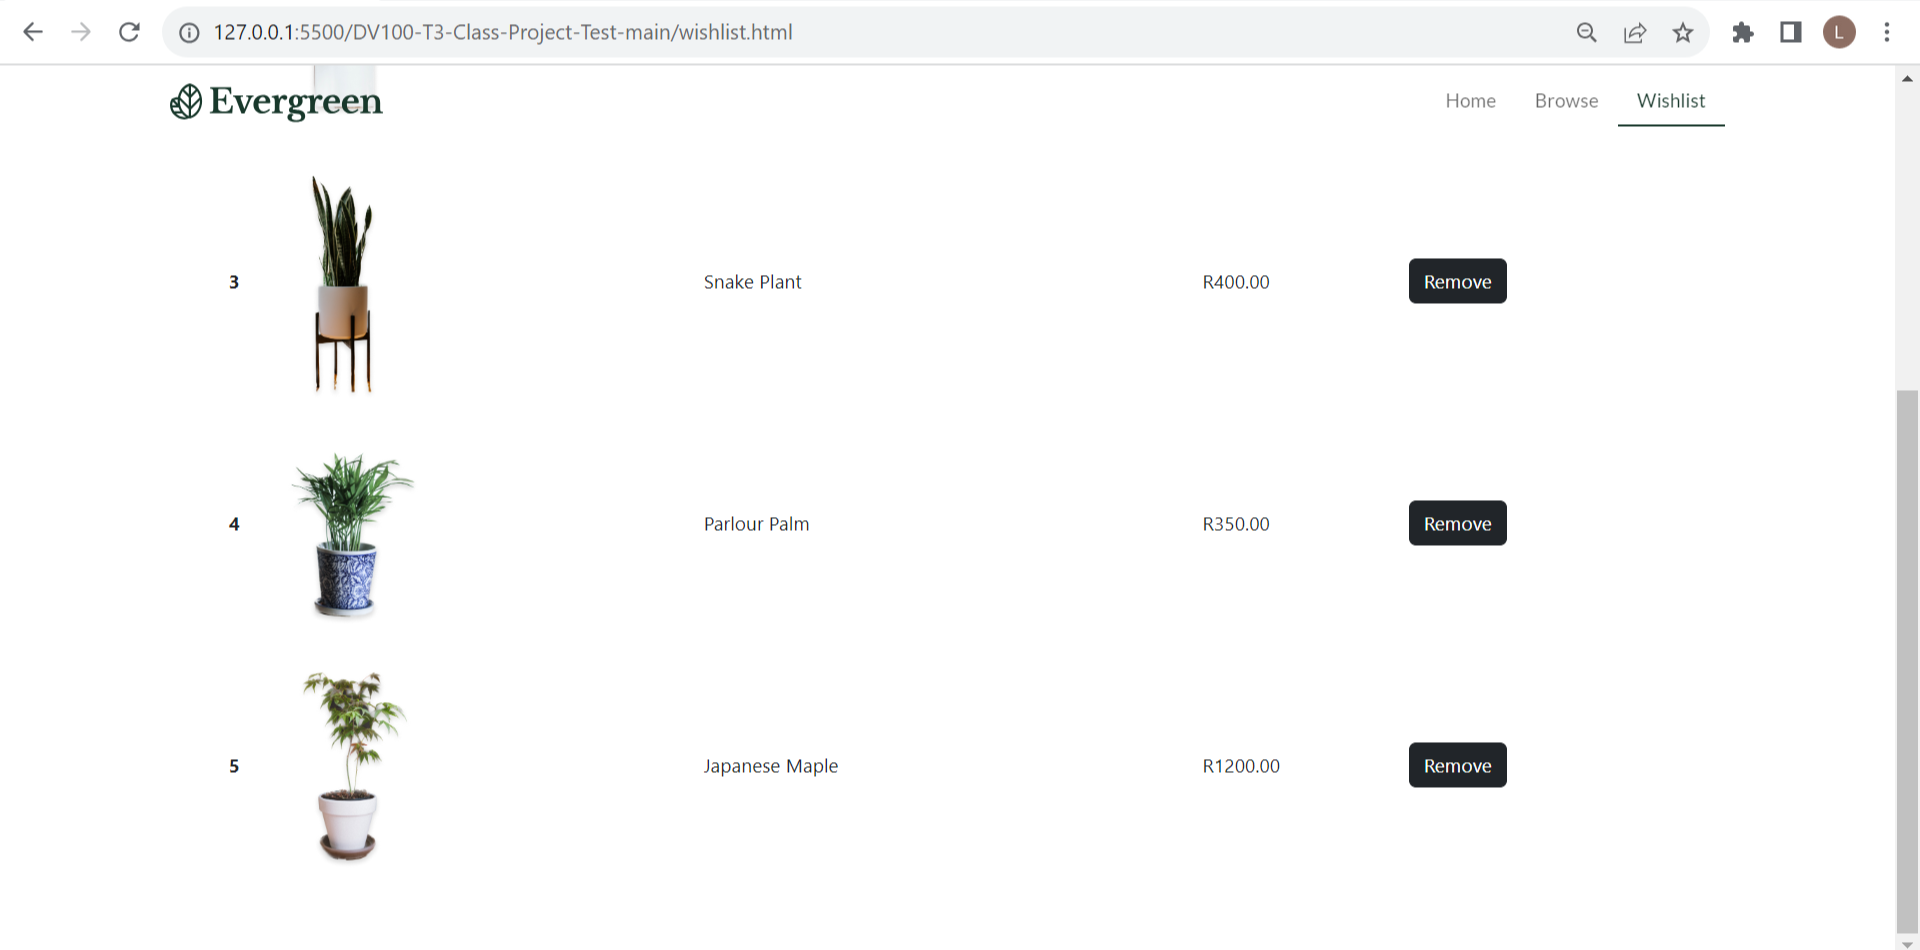 127.0.0.1:5500/DV100-T3-Class-Project-Test-main/wishlist.html
L
Evergreen
Home Browse Wishlist
3 Snake Plant R400.00 Remove
4 Parlour Palm R350.00 Remove
5 Japanese Maple R1200.00 Remove